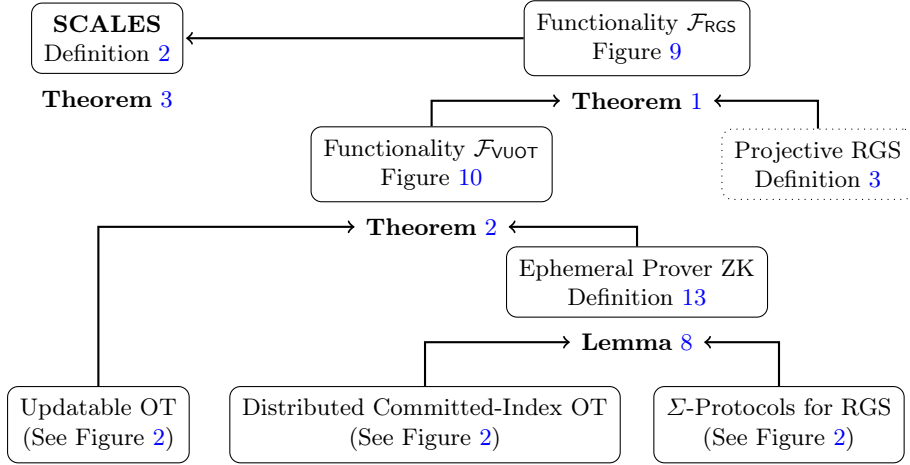 SCALES
Definition 2
Functionality F_RGS
Figure 9
Theorem 3
Theorem 1
Functionality F_VUOT
Figure 10
Projective RGS
Definition 3
Theorem 2
Ephemeral Prover ZK
Definition 13
Lemma 8
Updatable OT
(See Figure 2)
Distributed Committed-Index OT
(See Figure 2)
Σ-Protocols for RGS
(See Figure 2)